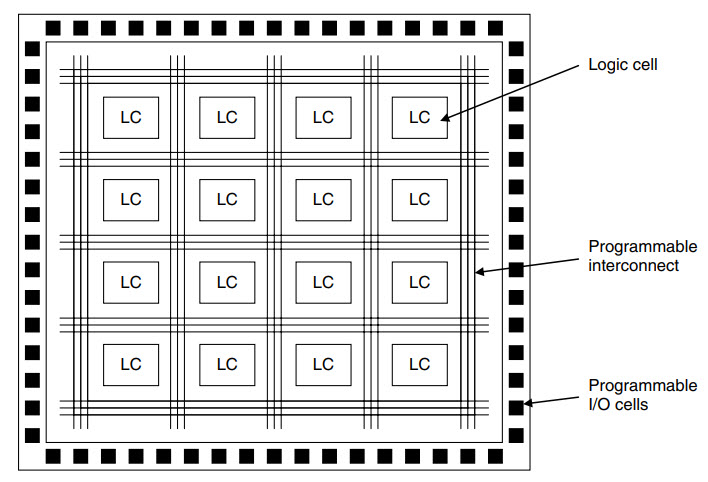 Logic cell
LC LC LC LC
LC LC LC LC
Programmable
interconnect
LC LC LC LC
LC LC LC LC
Programmable
I/O cells